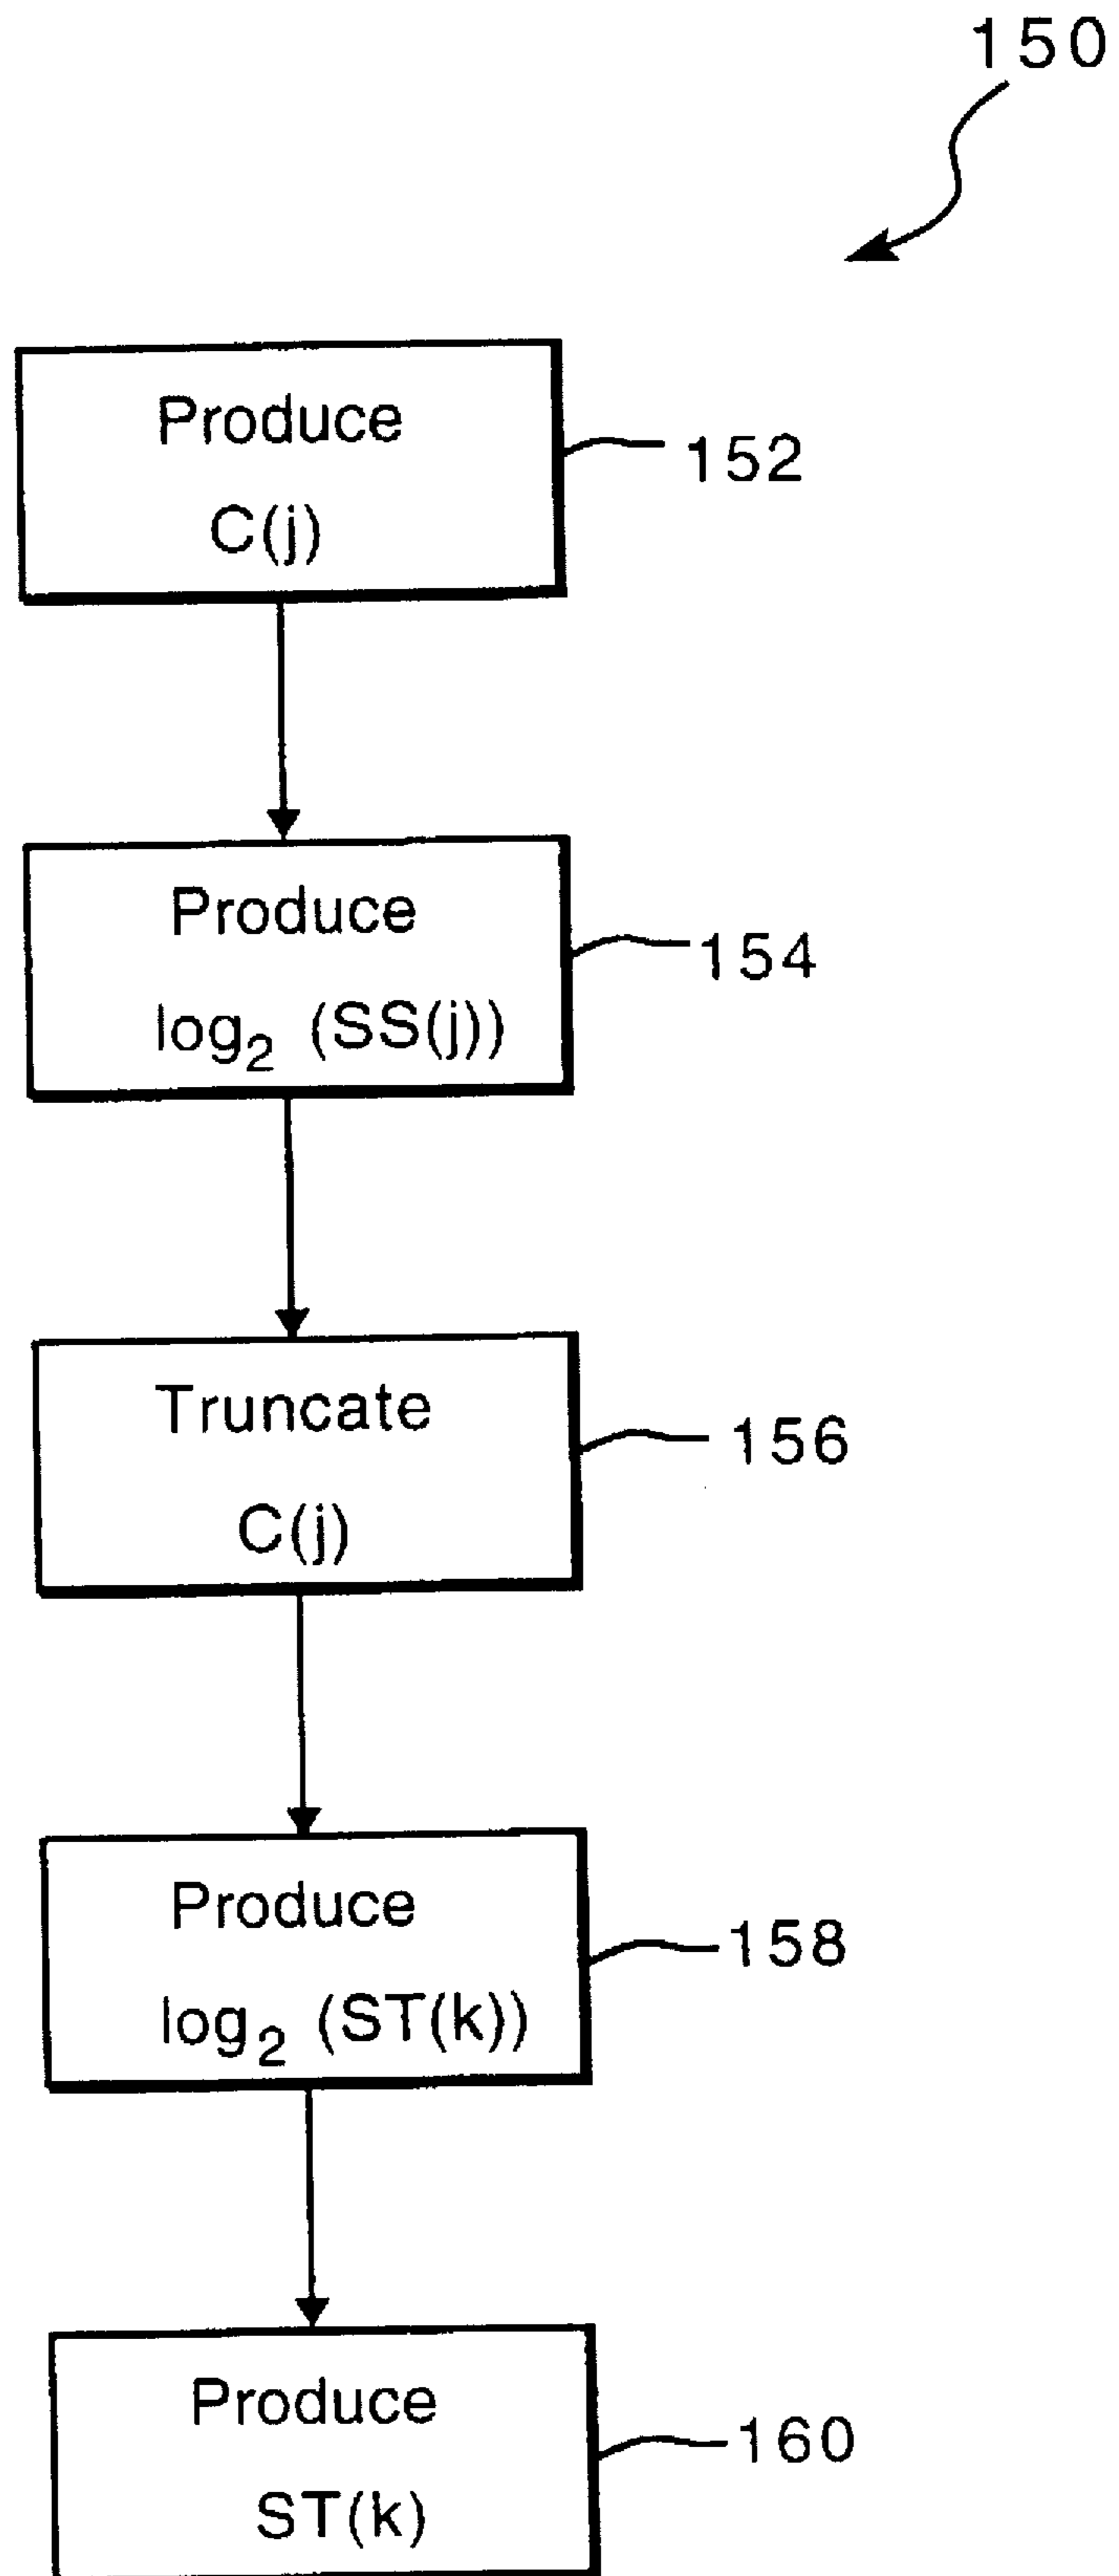 150
Produce
C(j)
152
Produce
log₂ (SS(j))
154
Truncate
C(j)
156
Produce
log₂ (ST(k))
158
Produce
ST(k)
160